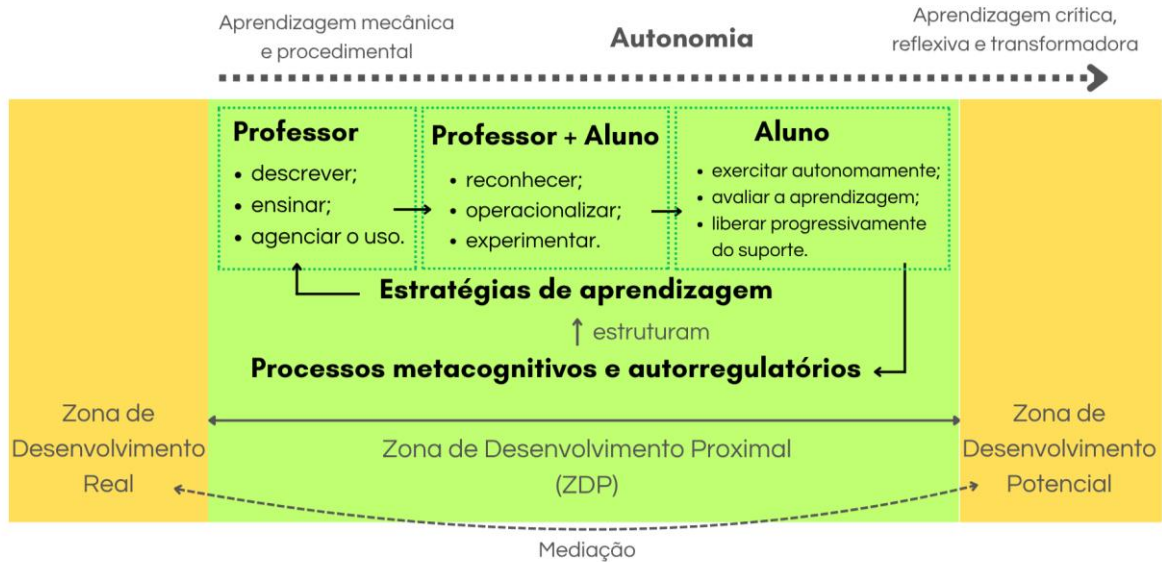 Aprendizagem mecânica
e procedimental
Autonomia
Aprendizagem crítica,
reflexiva e transformadora
Professor
• descrever;
• ensinar;
• agenciar o uso.
Professor + Aluno
• reconhecer;
• operacionalizar;
• experimentar.
Aluno
• exercitar autonomamente;
• avaliar a aprendizagem;
• liberar progressivamente
do suporte.
Estratégias de aprendizagem
estruturam
Processos metacognitivos e autorregulatórios
Zona de
Desenvolvimento
Real
Zona de Desenvolvimento Proximal
(ZDP)
Zona de
Desenvolvimento
Potencial
Mediação